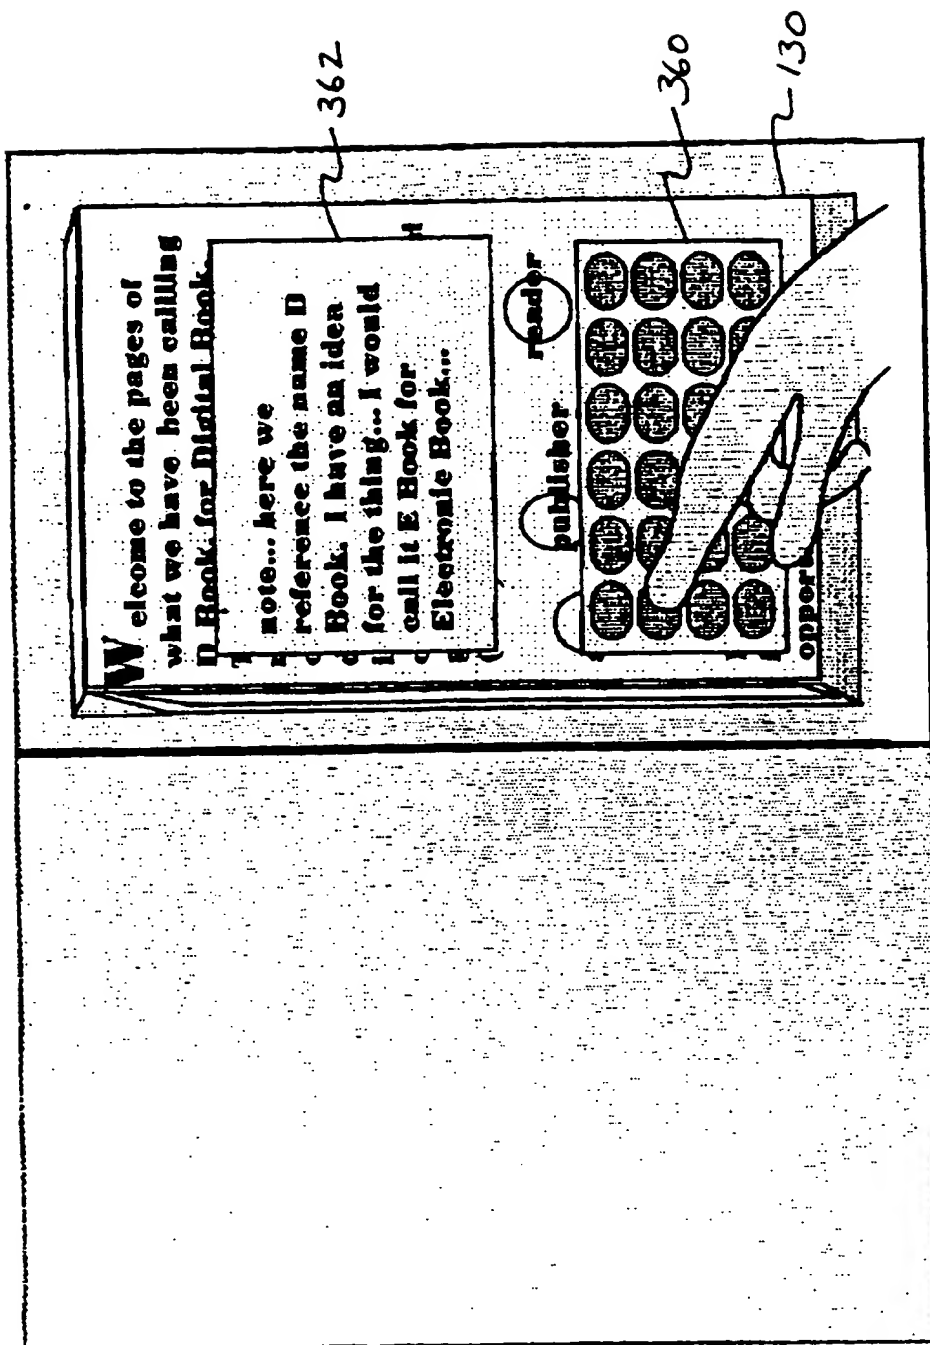 Welcome to the pages of
what we have been callling
D Book, for Digital Book.
note... here we
reference the name D
Book. I have an idea
for the thing... I would
call it E Book for
Electronic Book...
publisher
reader
oppor
362
360
130